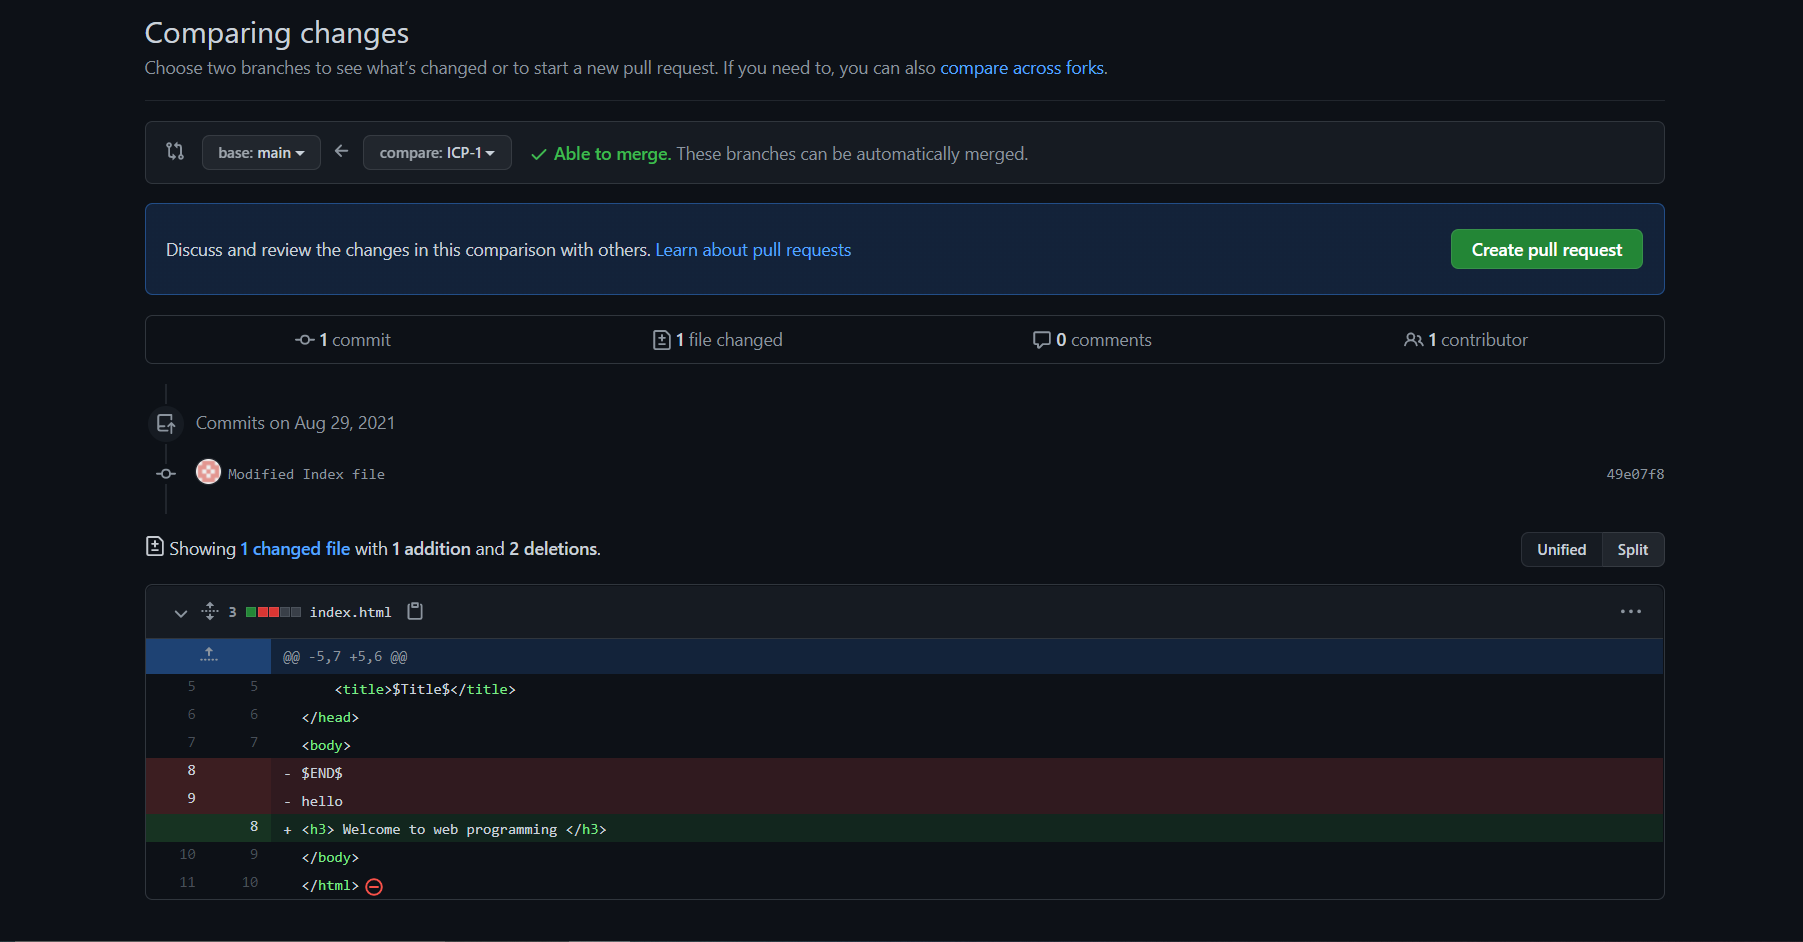 Comparing changes
Choose two branches to see what's changed or to start a new pull request. If you need to, you can also compare across forks.
base: main compare: ICP-1 Able to merge. These branches can be automatically merged.
Discuss and review the changes in this comparison with others. Learn about pull requests Create pull request
1 commit 1 file changed 0 comments 1 contributor
Commits on Aug 29, 2021
Modified Index file 49e07f8
Showing 1 changed file with 1 addition and 2 deletions. Unified Split
3 index.html
@@ -5,7 +5,6 @@
5 5 <title>$Title$</title>
6 6 </head>
7 7 <body>
8 - $END$
9 - hello
8 + <h3> Welcome to web programming </h3>
10 9 </body>
11 10 </html>